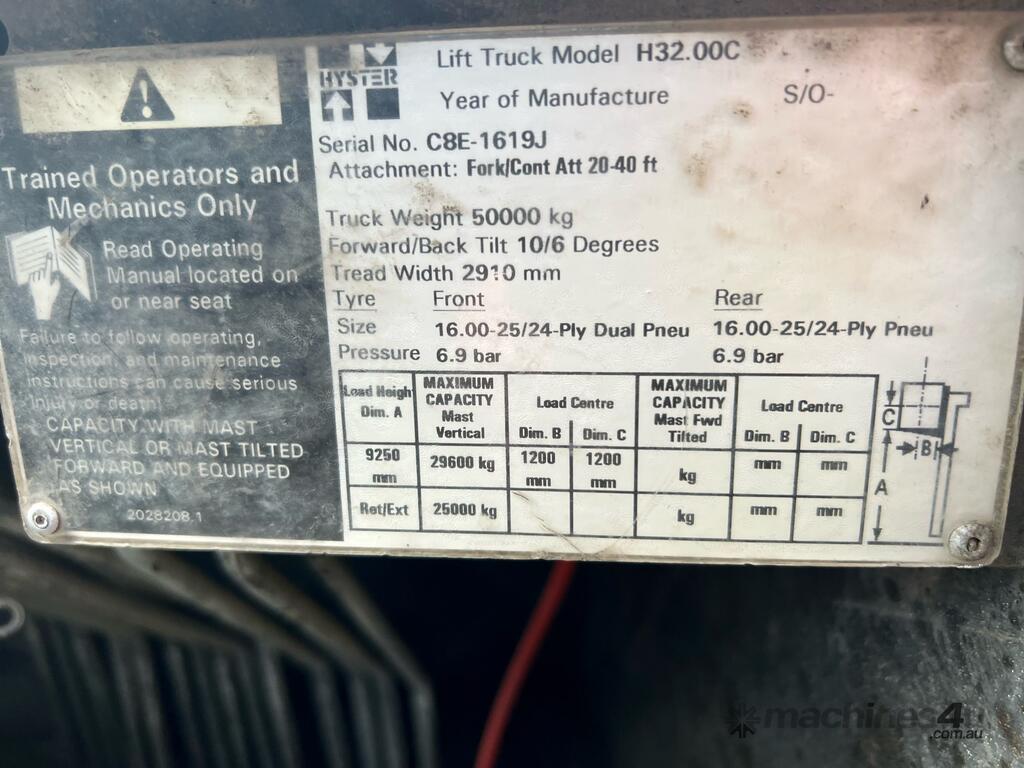 HYSTER
Lift Truck Model H32.00C
Year of Manufacture S/O-
Serial No. C8E-1619J
Attachment: Fork/Cont Att 20-40 ft
Truck Weight 50000 kg
Forward/Back Tilt 10/6 Degrees
Tread Width 2910 mm
Tyre Front Rear
Size 16.00-25/24-Ply Dual Pneu 16.00-25/24-Ply Pneu
Pressure 6.9 bar 6.9 bar
Trained Operators and
Mechanics Only
Read Operating
Manual located on
or near seat
Failure to follow operating,
inspection and maintenance
instructions can cause serious
injury or death!
CAPACITY WITH MAST
VERTICAL OR MAST TILTED
FORWARD AND EQUIPPED
AS SHOWN
2028208.1
Load Heigh
Dim. A
MAXIMUM
CAPACITY
Mast
Vertical
Load Centre
Dim. B Dim. C
MAXIMUM
CAPACITY
Mast Fwd
Tilted
Load Centre
Dim. B Dim. C
9250 mm 29600 kg 1200 mm 1200 mm kg mm mm
Ret/Ext 25000 kg kg mm mm
C
B
A
machines4u
.com.au